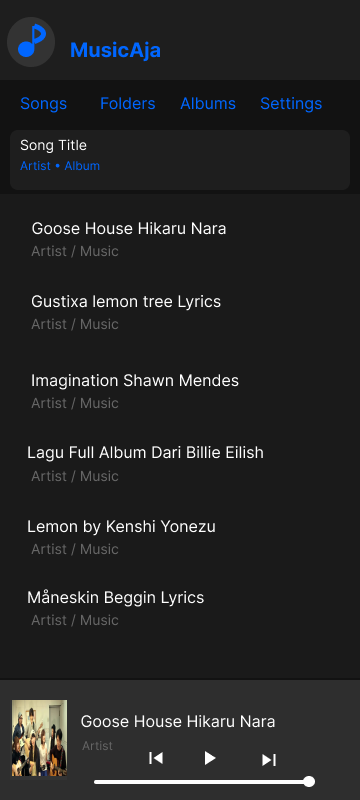 MusicAja
Songs Folders Albums Settings
Song Title
Artist • Album
Goose House Hikaru Nara
Artist / Music
Gustixa lemon tree Lyrics
Artist / Music
Imagination Shawn Mendes
Artist / Music
Lagu Full Album Dari Billie Eilish
Artist / Music
Lemon by Kenshi Yonezu
Artist / Music
Måneskin Beggin Lyrics
Artist / Music
Goose House Hikaru Nara
Artist